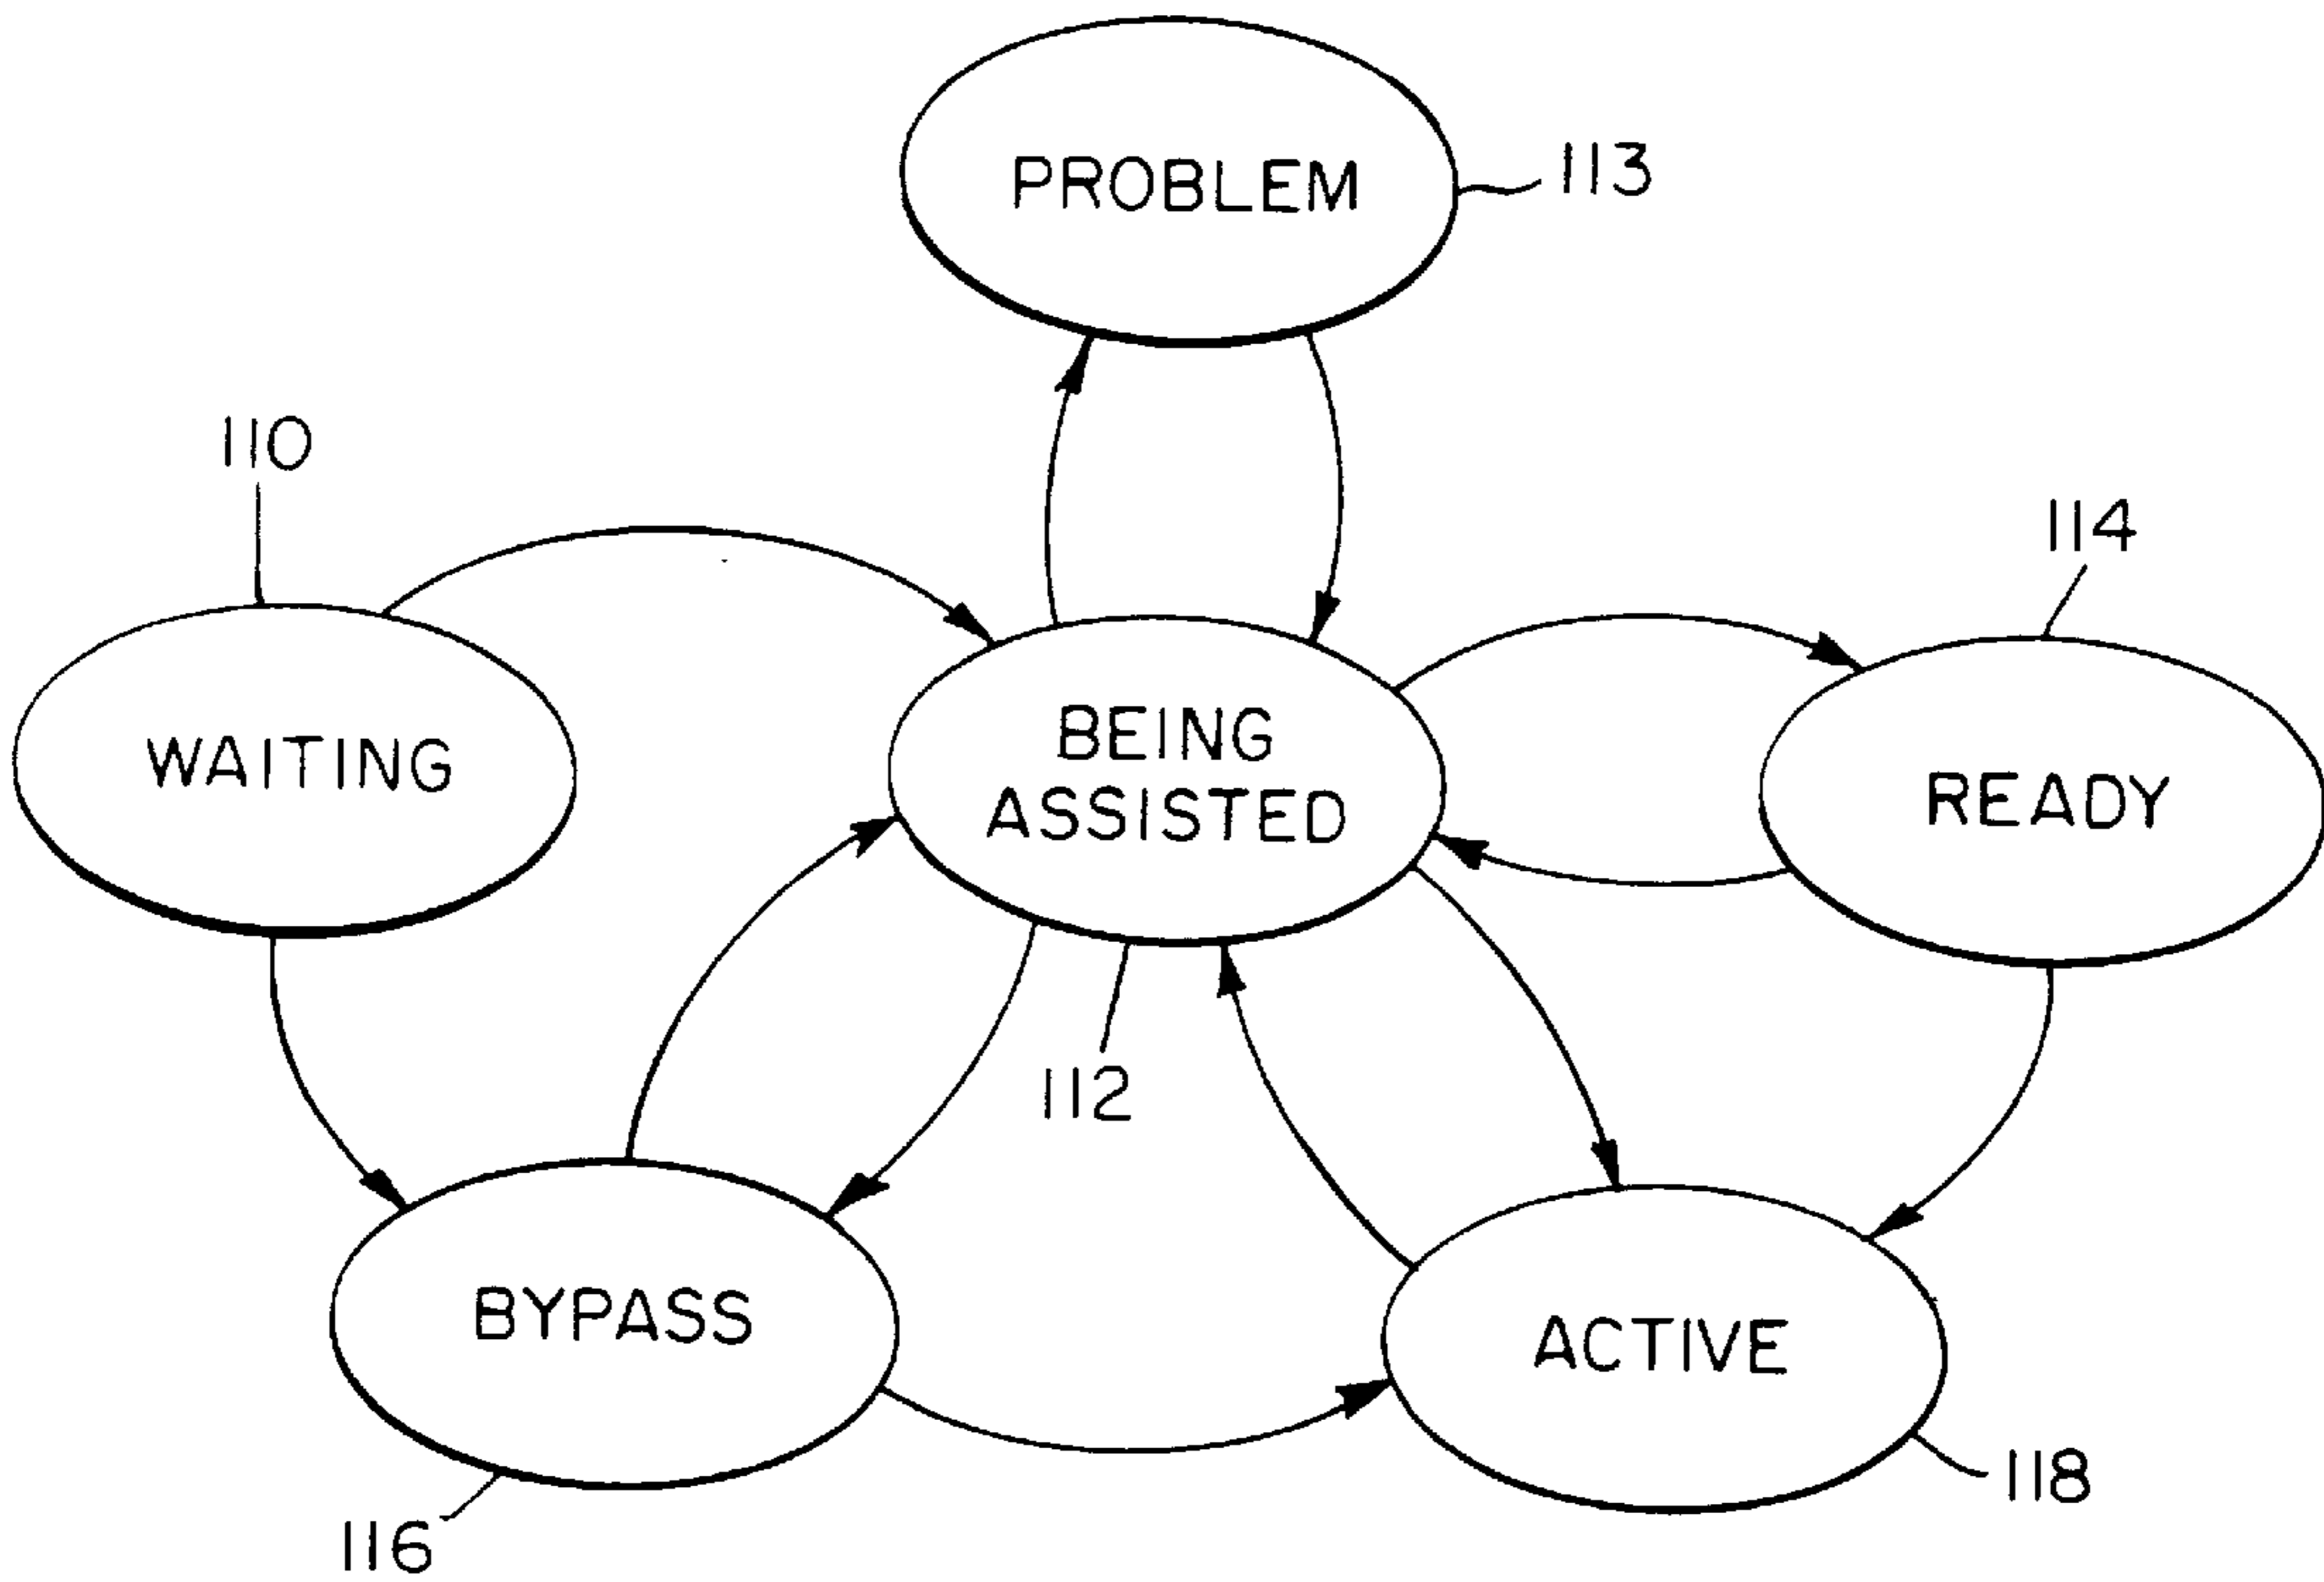 PROBLEM
113
110
114
WAITING
BEING
ASSISTED
READY
112
BYPASS
ACTIVE
116
118